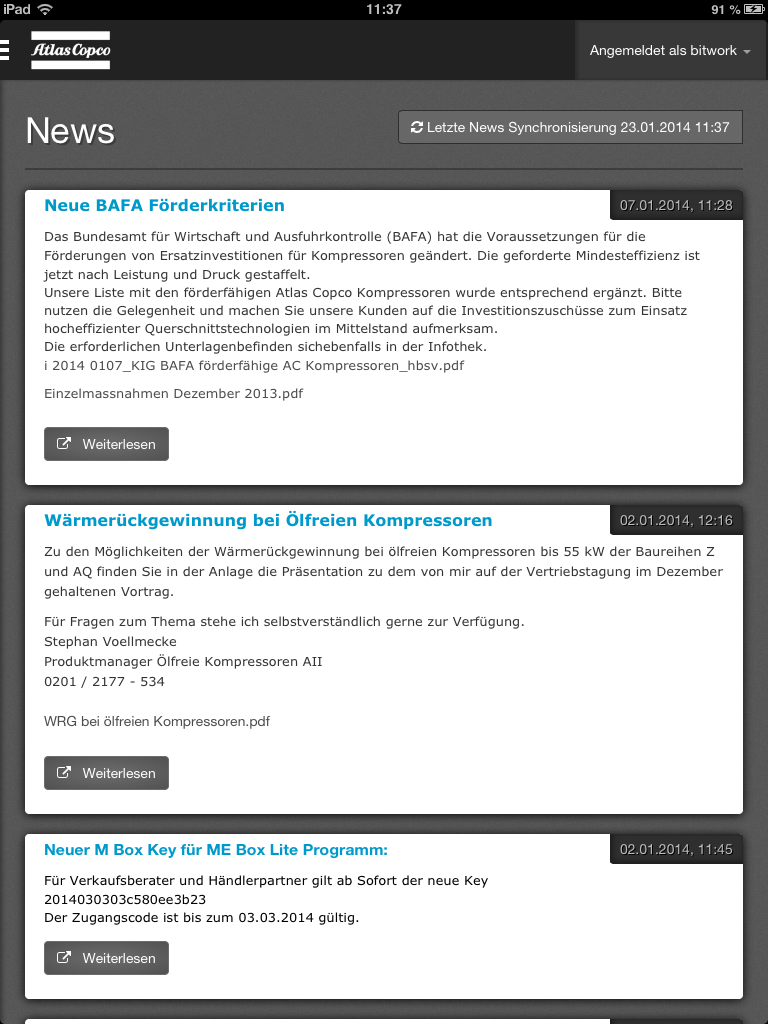 iPad 11:37 91 %
Atlas Copco
Angemeldet als bitwork
News
Letzte News Synchronisierung 23.01.2014 11:37
Neue BAFA Förderkriterien
07.01.2014, 11:28
Das Bundesamt für Wirtschaft und Ausfuhrkontrolle (BAFA) hat die Voraussetzungen für die
Förderungen von Ersatzinvestitionen für Kompressoren geändert. Die geforderte Mindesteffizienz ist
jetzt nach Leistung und Druck gestaffelt.
Unsere Liste mit den förderfähigen Atlas Copco Kompressoren wurde entsprechend ergänzt. Bitte
nutzen die Gelegenheit und machen Sie unsere Kunden auf die Investitionszuschüsse zum Einsatz
hocheffizienter Querschnittstechnologien im Mittelstand aufmerksam.
Die erforderlichen Unterlagenbefinden sichebenfalls in der Infothek.
i 2014 0107_KIG BAFA förderfähige AC Kompressoren_hbsv.pdf
Einzelmassnahmen Dezember 2013.pdf
Weiterlesen
Wärmerückgewinnung bei Ölfreien Kompressoren
02.01.2014, 12:16
Zu den Möglichkeiten der Wärmerückgewinnung bei ölfreien Kompressoren bis 55 kW der Baureihen Z
und AQ finden Sie in der Anlage die Präsentation zu dem von mir auf der Vertriebstagung im Dezember
gehaltenen Vortrag.
Für Fragen zum Thema stehe ich selbstverständlich gerne zur Verfügung.
Stephan Voellmecke
Produktmanager Ölfreie Kompressoren AII
0201 / 2177 - 534
WRG bei ölfreien Kompressoren.pdf
Weiterlesen
Neuer M Box Key für ME Box Lite Programm:
02.01.2014, 11:45
Für Verkaufsberater und Händlerpartner gilt ab Sofort der neue Key
2014030303c580ee3b23
Der Zugangscode ist bis zum 03.03.2014 gültig.
Weiterlesen